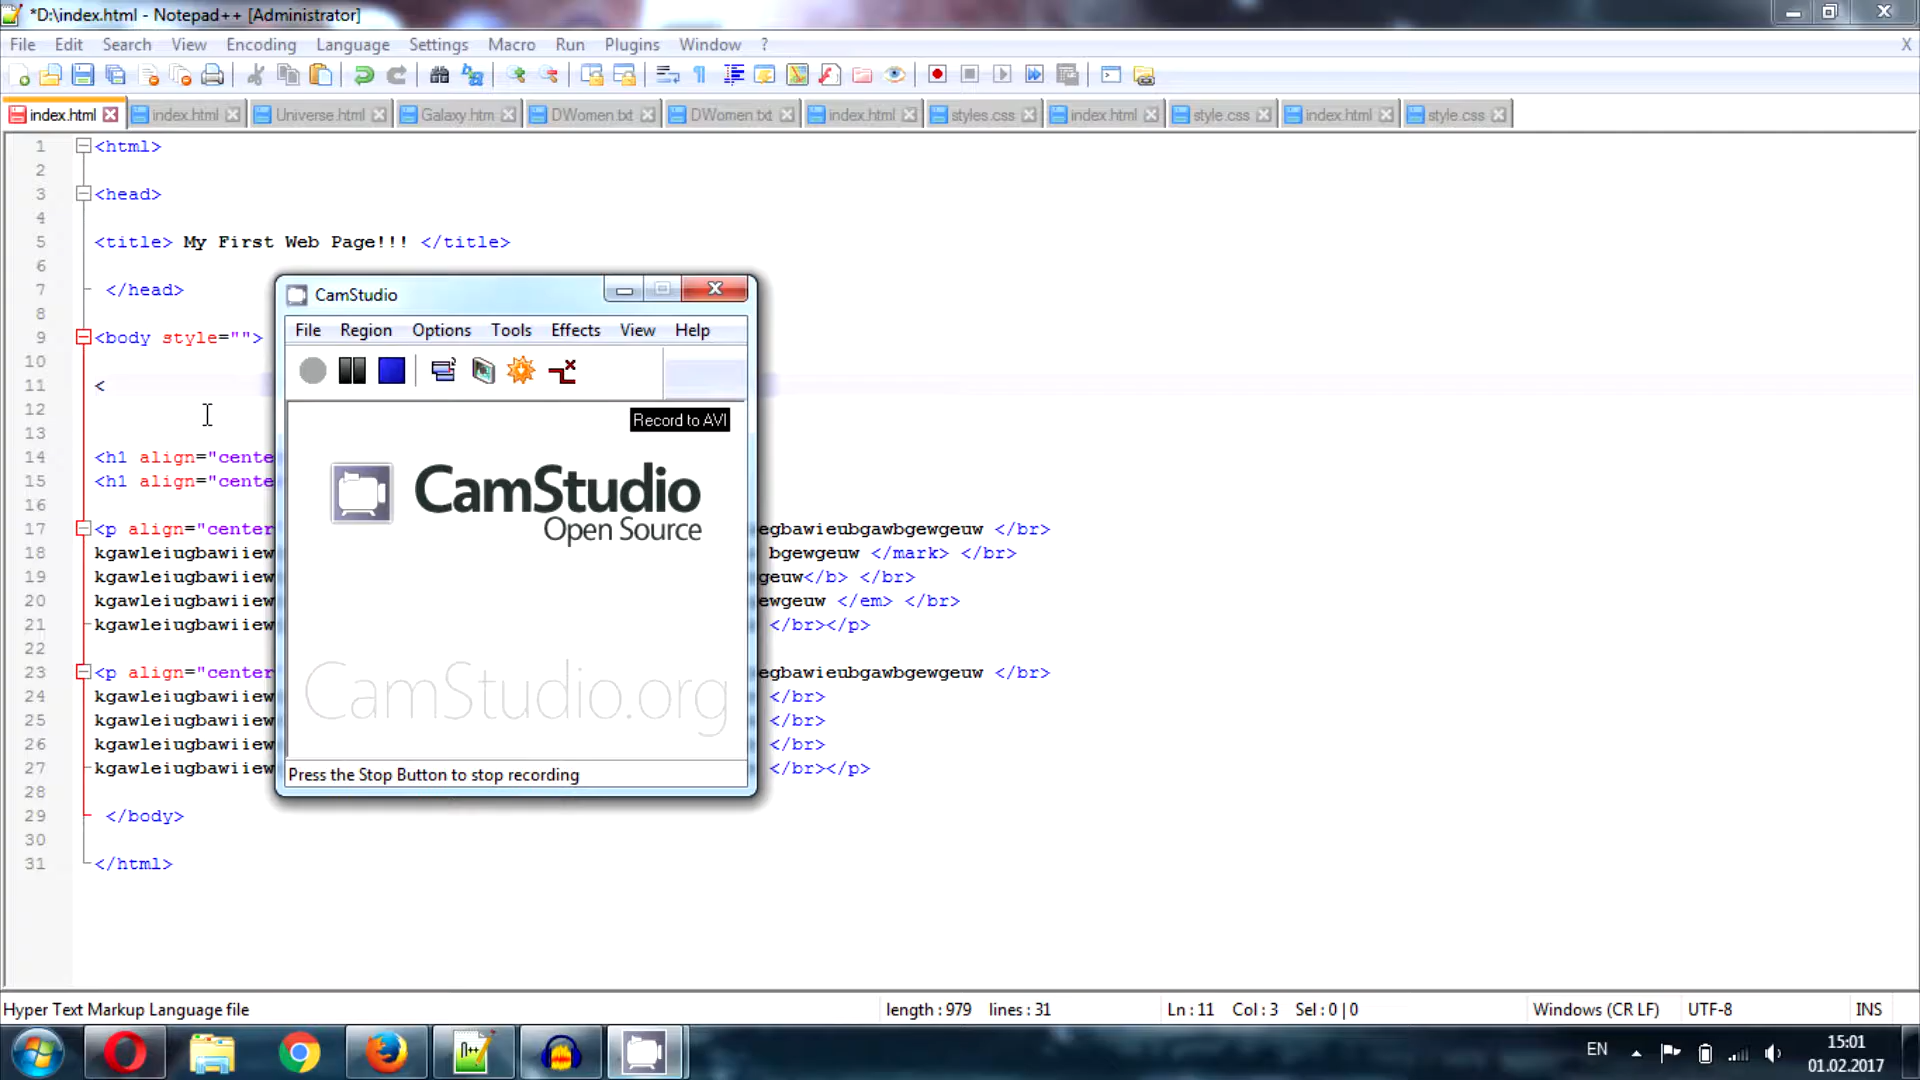 *D:\index.html - Notepad++ [Administrator]
File Edit Search View Encoding Language Settings Macro Run Plugins Window ? X
index.html index.html Universe.html Galaxy.htm DWomen.txt DWomen.txt index.html styles.css index.html style.css index.html style.css
1 <html>
2
3 <head>
4
5 <title> My First Web Page!!! </title>
6
7 </head>
8
9 <body style="">
10
11 <
12
13
14 <h1 align="cente
15 <h1 align="cente
16
17 <p align="center egbawieubgawbgewgeuw </br>
18 kgawleiugbawiiew bgewgeuw </mark> </br>
19 kgawleiugbawiiew geuw</b> </br>
20 kgawleiugbawiiew ewgeuw </em> </br>
21 kgawleiugbawiiew </br></p>
22
23 <p align="center egbawieubgawbgewgeuw </br>
24 kgawleiugbawiiew </br>
25 kgawleiugbawiiew </br>
26 kgawleiugbawiiew </br>
27 kgawleiugbawiiew </br></p>
28
29 </body>
30
31 </html>
CamStudio
File Region Options Tools Effects View Help
Record to AVI
CamStudio
Open Source
CamStudio.org
Press the Stop Button to stop recording
Hyper Text Markup Language file length : 979 lines : 31 Ln : 11 Col : 3 Sel : 0 | 0 Windows (CR LF) UTF-8 INS
EN 15:01
01.02.2017